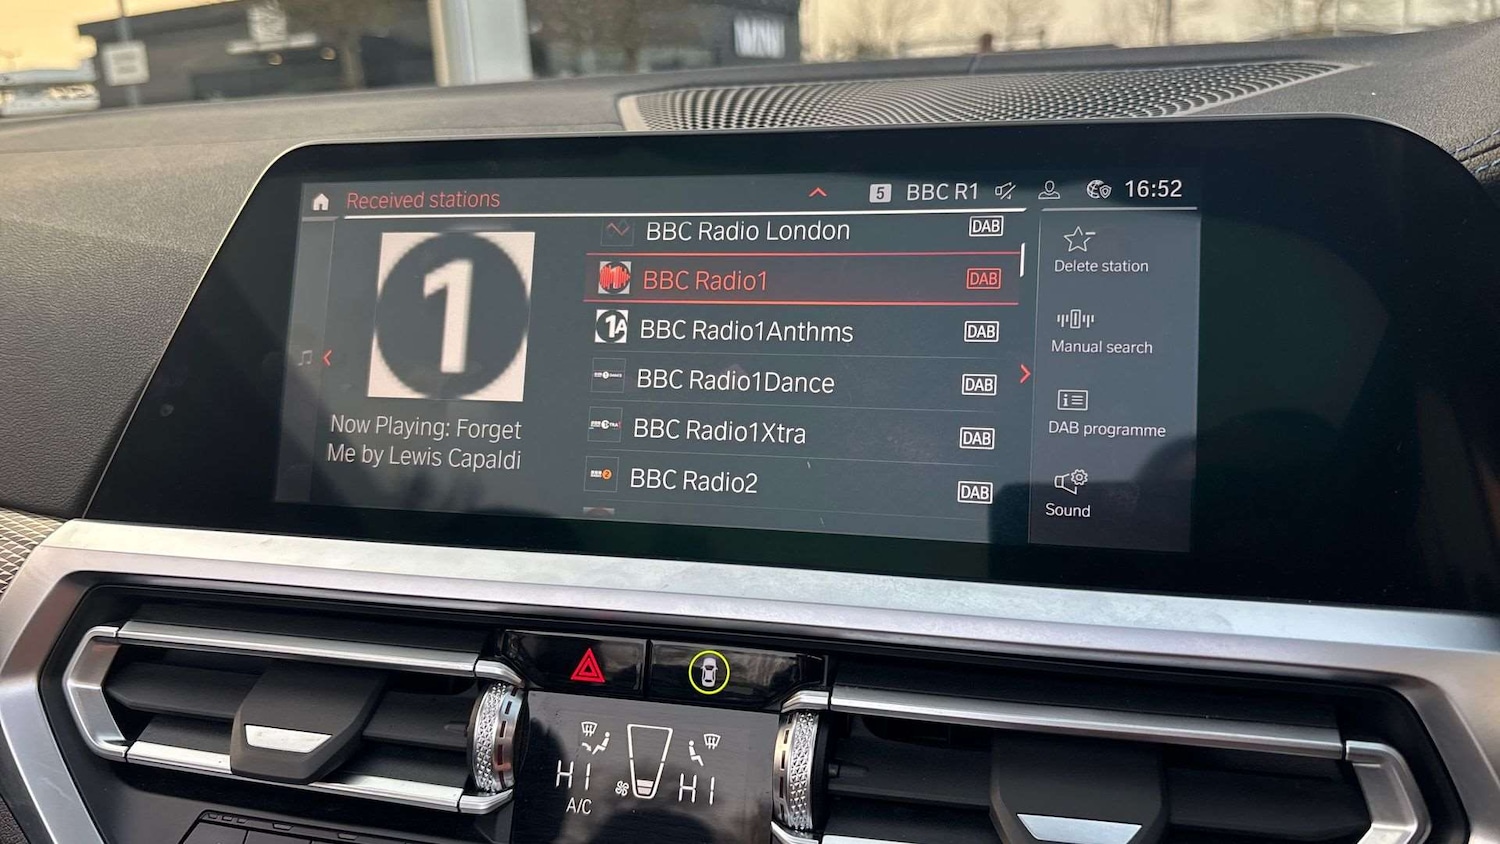 Received stations
5 BBC R1 16:52
1
Now Playing: Forget
Me by Lewis Capaldi
BBC Radio London DAB
BBC Radio1 DAB
1A BBC Radio1Anthms DAB
BBC Radio1Dance DAB
BBC Radio1Xtra DAB
BBC Radio2 DAB
Delete station
Manual search
DAB programme
Sound
HI HI
A/C